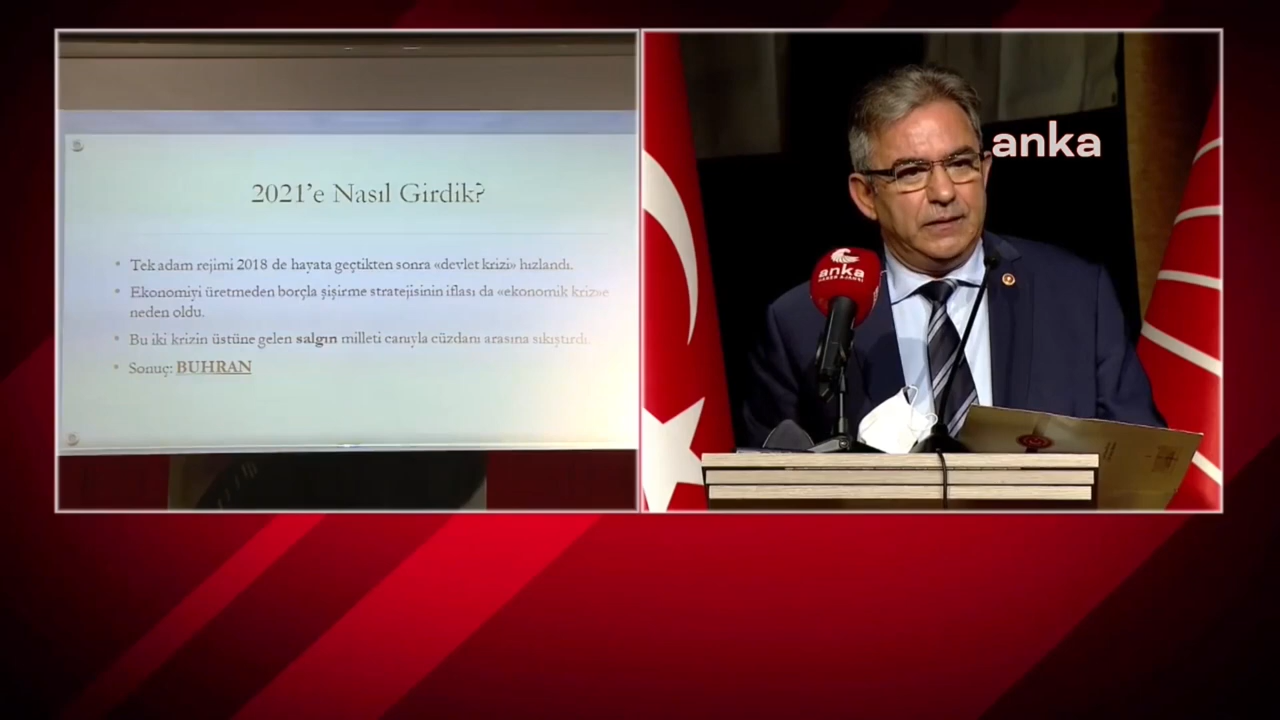 2021'e Nasıl Girdik?
Tek adam rejimi 2018 de hayata geçtikten sonra «devlet krizi» hızlandı.
Ekonomiyi üretmeden borçla şişirme stratejisinin iflası da «ekonomik kriz»e
neden oldu.
Bu iki krizin üstüne gelen salgın milleti canıyla cüzdanı arasına sıkıştırdı.
Sonuç: BUHRAN
anka
anka
HABER AJANSI